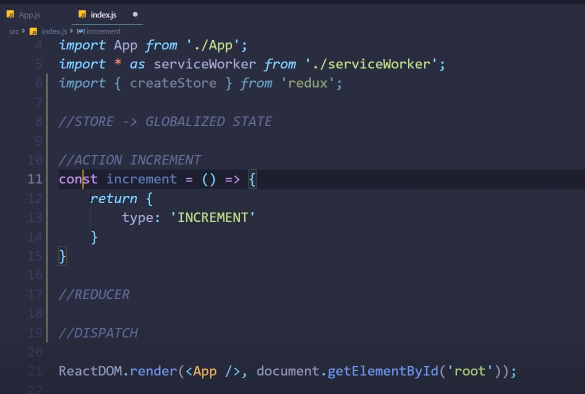 App.js index.js
src index.js increment
4 import App from './App';
5 import * as serviceWorker from './serviceWorker';
6 import { createStore } from 'redux';
7
8 //STORE -> GLOBALIZED STATE
9
10 //ACTION INCREMENT
11 const increment = () => {
12 return {
13 type: 'INCREMENT'
14 }
15 }
16
17 //REDUCER
18
19 //DISPATCH
20
21 ReactDOM.render(<App />, document.getElementById('root'));
22